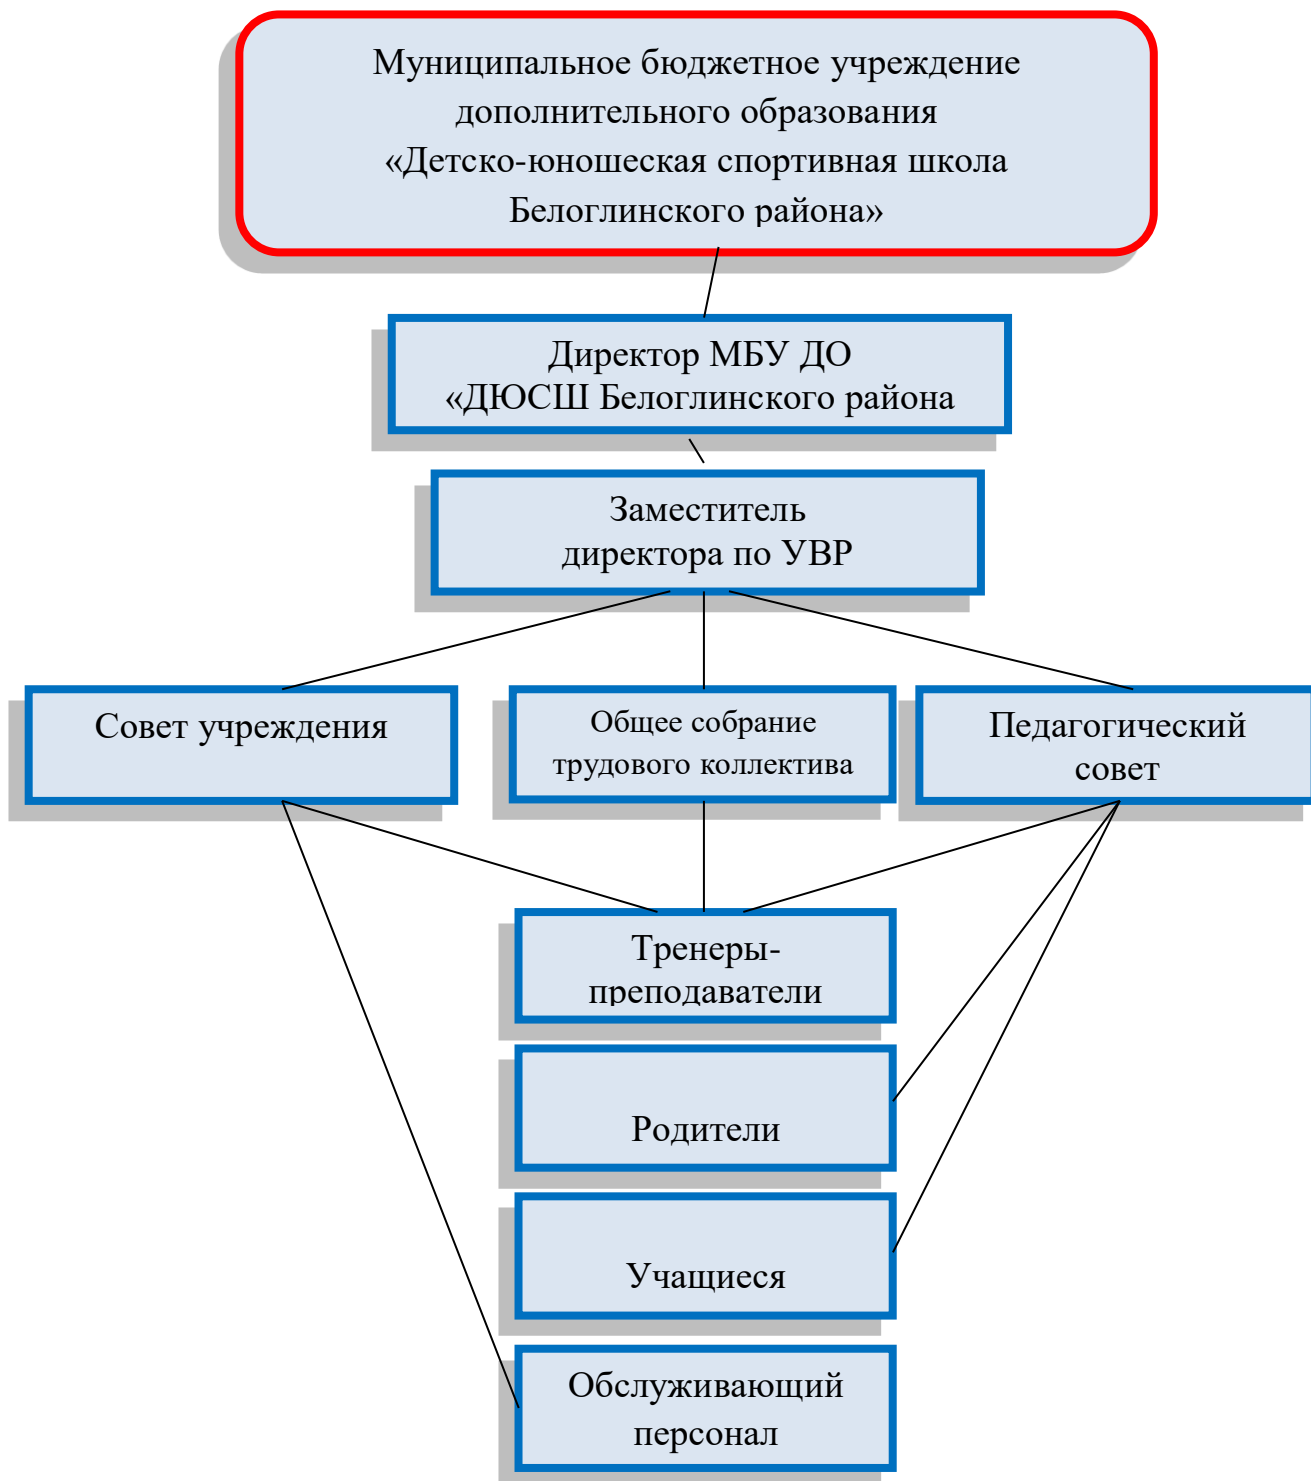 Муниципальное бюджетное учреждение
дополнительного образования
«Детско-юношеская спортивная школа
Белоглинского района»
Директор МБУ ДО
«ДЮСШ Белоглинского района
Заместитель
директора по УВР
Совет учреждения
Общее собрание
трудового коллектива
Педагогический
совет
Тренеры-
преподаватели
Родители
Учащиеся
Обслуживающий
персонал